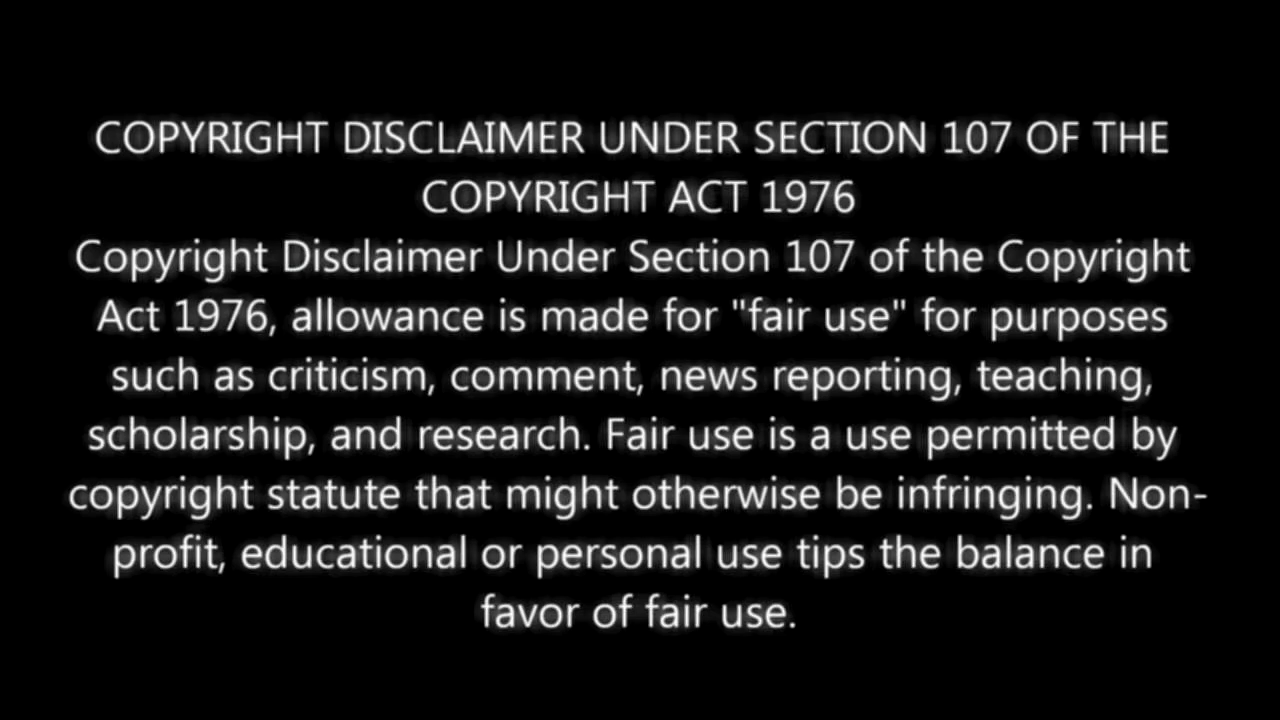 COPYRIGHT DISCLAIMER UNDER SECTION 107 OF THE
COPYRIGHT ACT 1976
Copyright Disclaimer Under Section 107 of the Copyright
Act 1976, allowance is made for "fair use" for purposes
such as criticism, comment, news reporting, teaching,
scholarship, and research. Fair use is a use permitted by
copyright statute that might otherwise be infringing. Non-
profit, educational or personal use tips the balance in
favor of fair use.